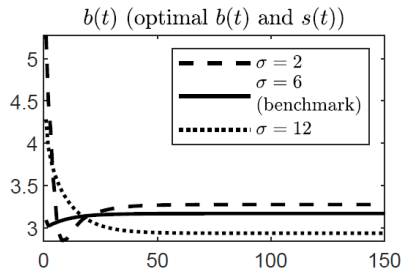 b(t) (optimal b(t) and s(t))
5
4.5
4
3.5
3
0 50 100 150
σ = 2
σ = 6
(benchmark)
σ = 12